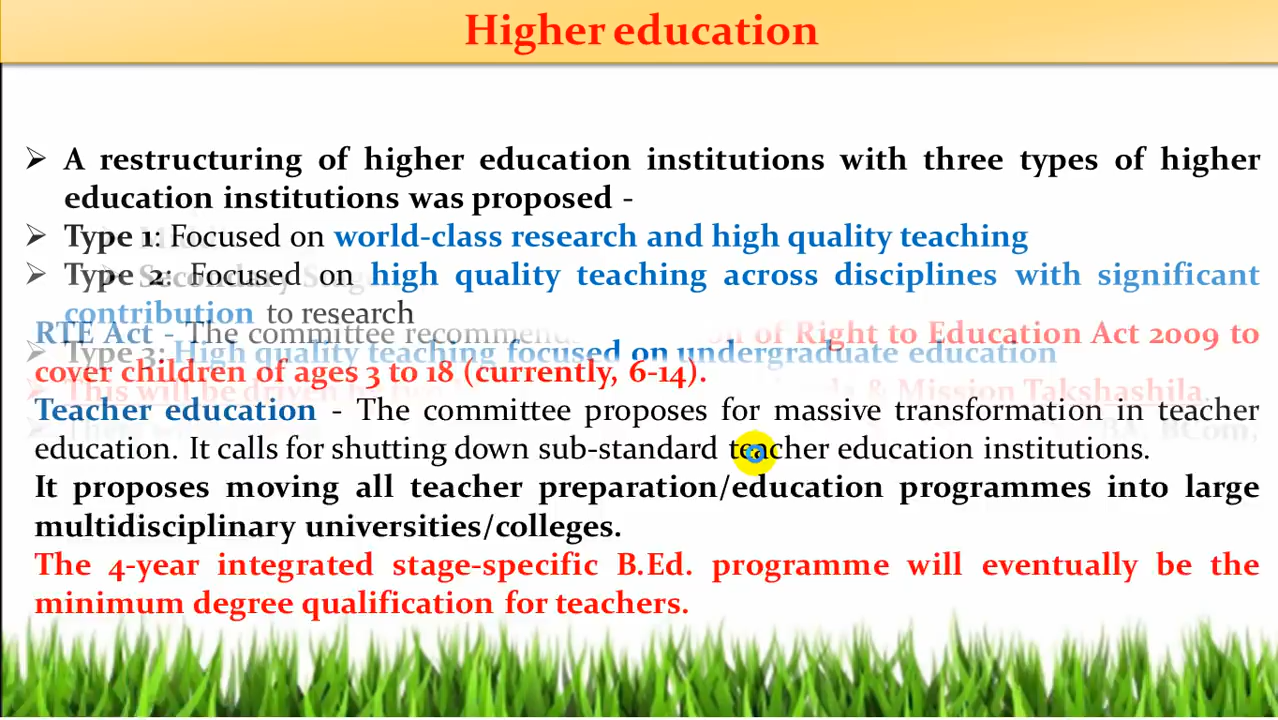 Higher education
➢ A restructuring of higher education institutions with three types of higher
education institutions was proposed -
➢ Type 1: Focused on world-class research and high quality teaching
➢ Type 2: Focused on high quality teaching across disciplines with significant
contribution to research
RTE Act - The committee recommen of Right to Education Act 2009 to
➢ Type 3: High quality teaching focused on undergraduate education
cover children of ages 3 to 18 (currently, 6-14).
➢ This will be driven & Mission Takshashila.
Teacher education - The committee proposes for massive transformation in teacher
BA, BCom,
education. It calls for shutting down sub-standard teacher education institutions.
It proposes moving all teacher preparation/education programmes into large
multidisciplinary universities/colleges.
The 4-year integrated stage-specific B.Ed. programme will eventually be the
minimum degree qualification for teachers.